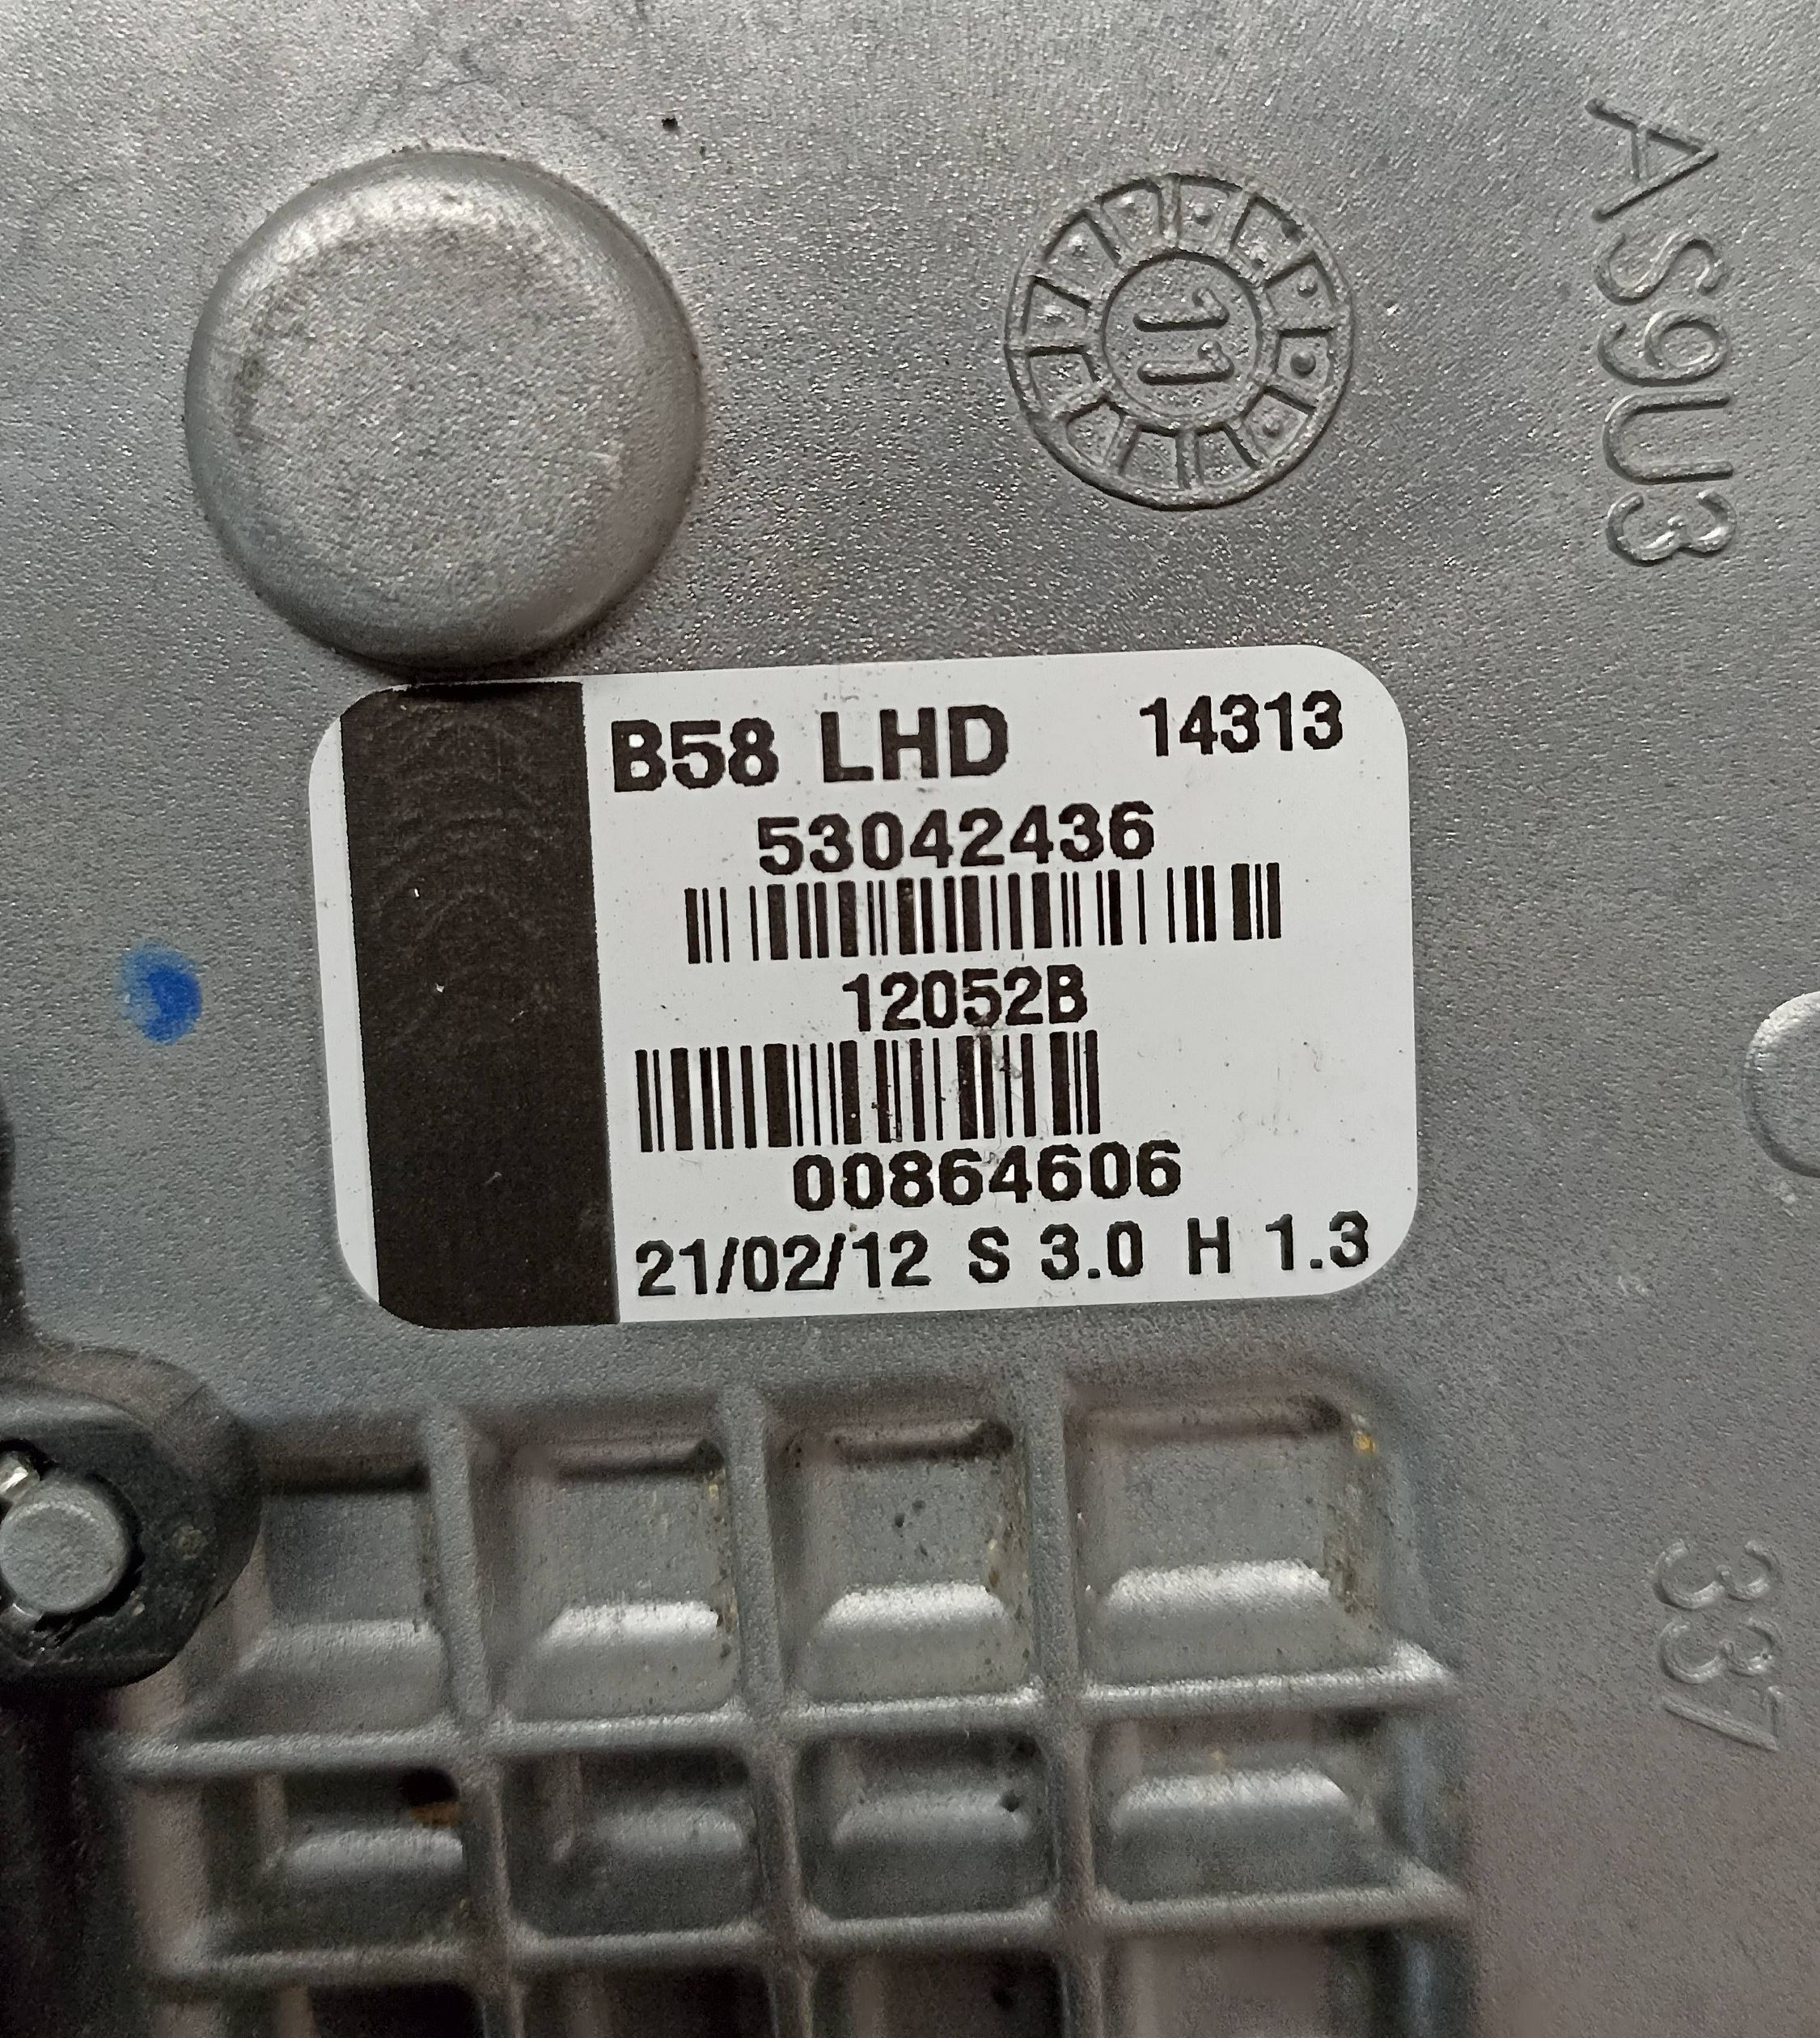 AS9U3
11
B58 LHD 14313
53042436
12052B
00864606
21/02/12 S 3.0 H 1.3
337